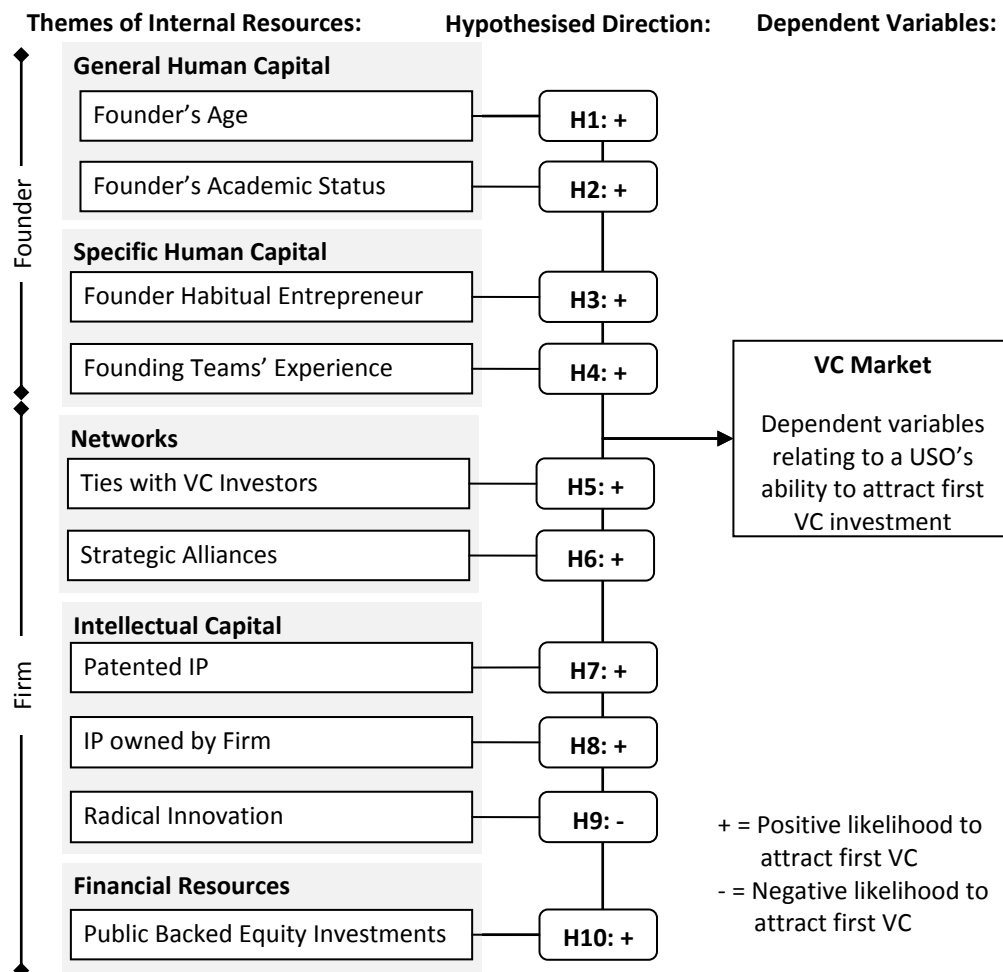 Themes of Internal Resources:
Hypothesised Direction:
Dependent Variables:
Founder
General Human Capital
Founder’s Age
H1: +
Founder’s Academic Status
H2: +
Specific Human Capital
Founder Habitual Entrepreneur
H3: +
Founding Teams’ Experience
H4: +
Firm
Networks
Ties with VC Investors
H5: +
Strategic Alliances
H6: +
Intellectual Capital
Patented IP
H7: +
IP owned by Firm
H8: +
Radical Innovation
H9: -
Financial Resources
Public Backed Equity Investments
H10: +
VC Market
Dependent variables
relating to a USO’s
ability to attract first
VC investment
+ = Positive likelihood to
attract first VC
- = Negative likelihood to
attract first VC